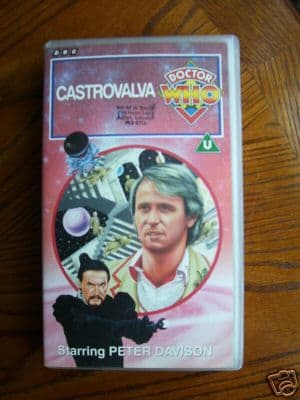 BBC
CASTROVALVA
DOCTOR
WHO
U
Starring PETER DAVISON